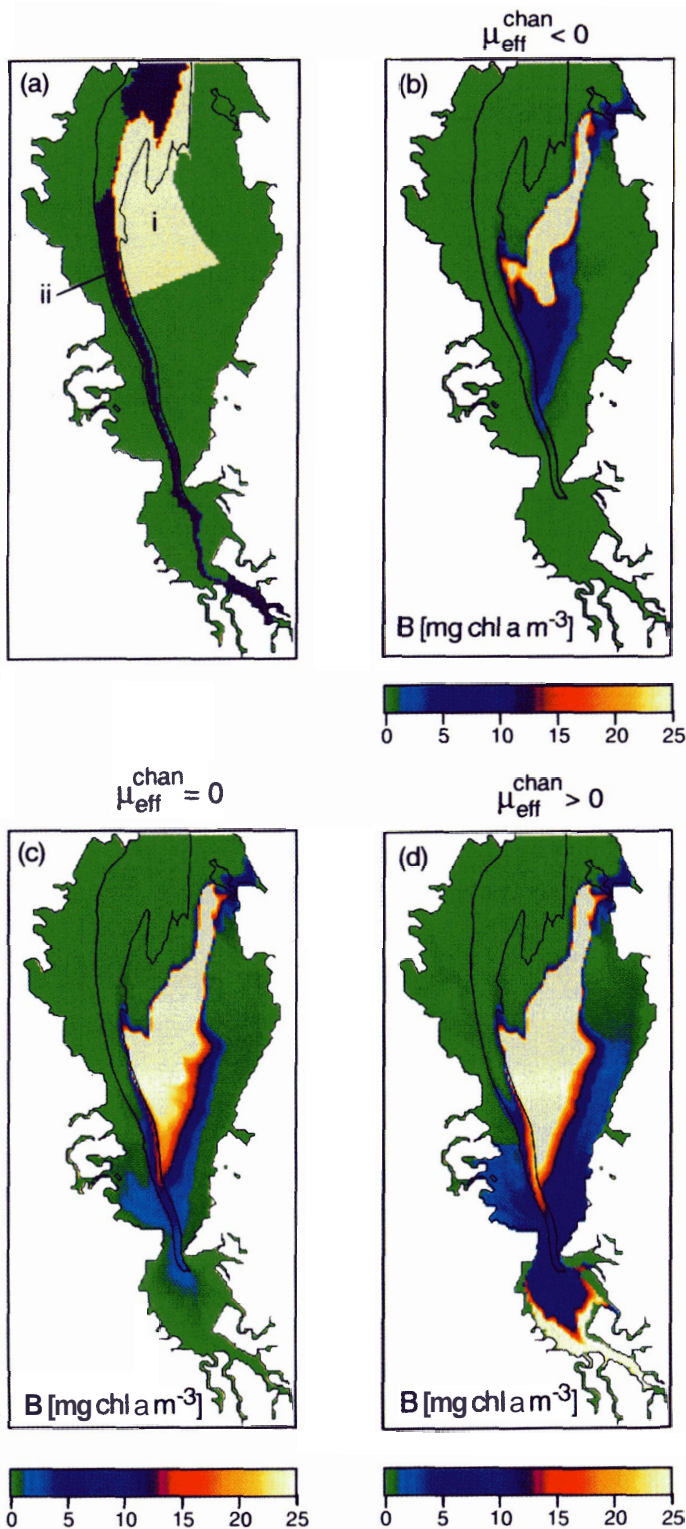 μ_eff^chan < 0
(a)
(b)
i
ii
B [mg chl a m⁻³]
0 5 10 15 20 25
μ_eff^chan = 0
μ_eff^chan > 0
(c)
(d)
B [mg chl a m⁻³]
B [mg chl a m⁻³]
0 5 10 15 20 25
0 5 10 15 20 25